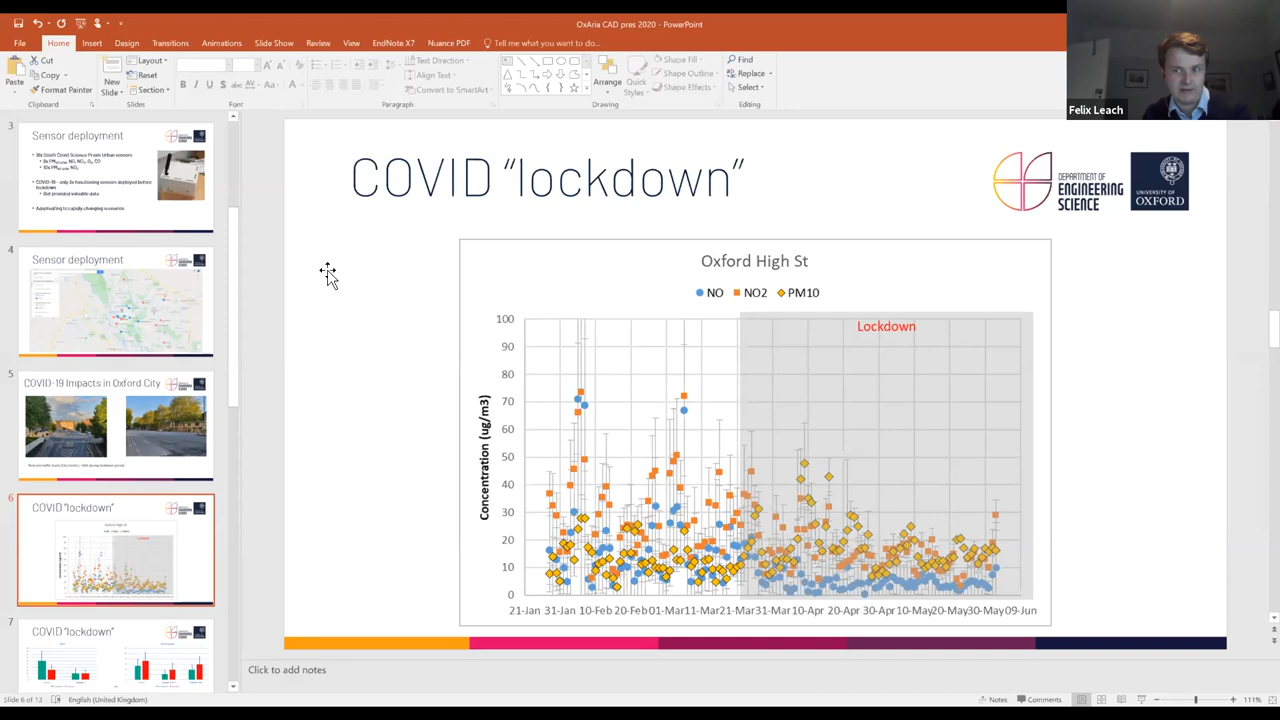 OxAria CAD pres 2020 - PowerPoint
File Home Insert Design Transitions Animations Slide Show Review View EndNote X7 Nuance PDF Tell me what you want to do...
Paste
Cut
Copy
Format Painter
Clipboard
New Slide
Layout
Reset
Section
Slides
B I U S abc AV Aa A
Font
Text Direction
Align Text
Convert to SmartArt
Paragraph
Arrange
Quick Styles
Shape Fill
Shape Outline
Shape Effects
Drawing
Find
Replace
Select
Editing
Felix Leach
3
Sensor deployment
4
Sensor deployment
5
COVID-19 Impacts in Oxford City
6
COVID "lockdown"
7
COVID "lockdown"
COVID "lockdown"
DEPARTMENT OF
ENGINEERING
SCIENCE
UNIVERSITY OF
OXFORD
Oxford High St
NO NO2 PM10
Lockdown
Concentration (ug/m3)
100
90
80
70
60
50
40
30
20
10
0
21-Jan 31-Jan 10-Feb 20-Feb 01-Mar 11-Mar 21-Mar 31-Mar 10-Apr 20-Apr 30-Apr 10-May 20-May 30-May 09-Jun
Click to add notes
Slide 6 of 13 English (United Kingdom) Notes Comments 111%